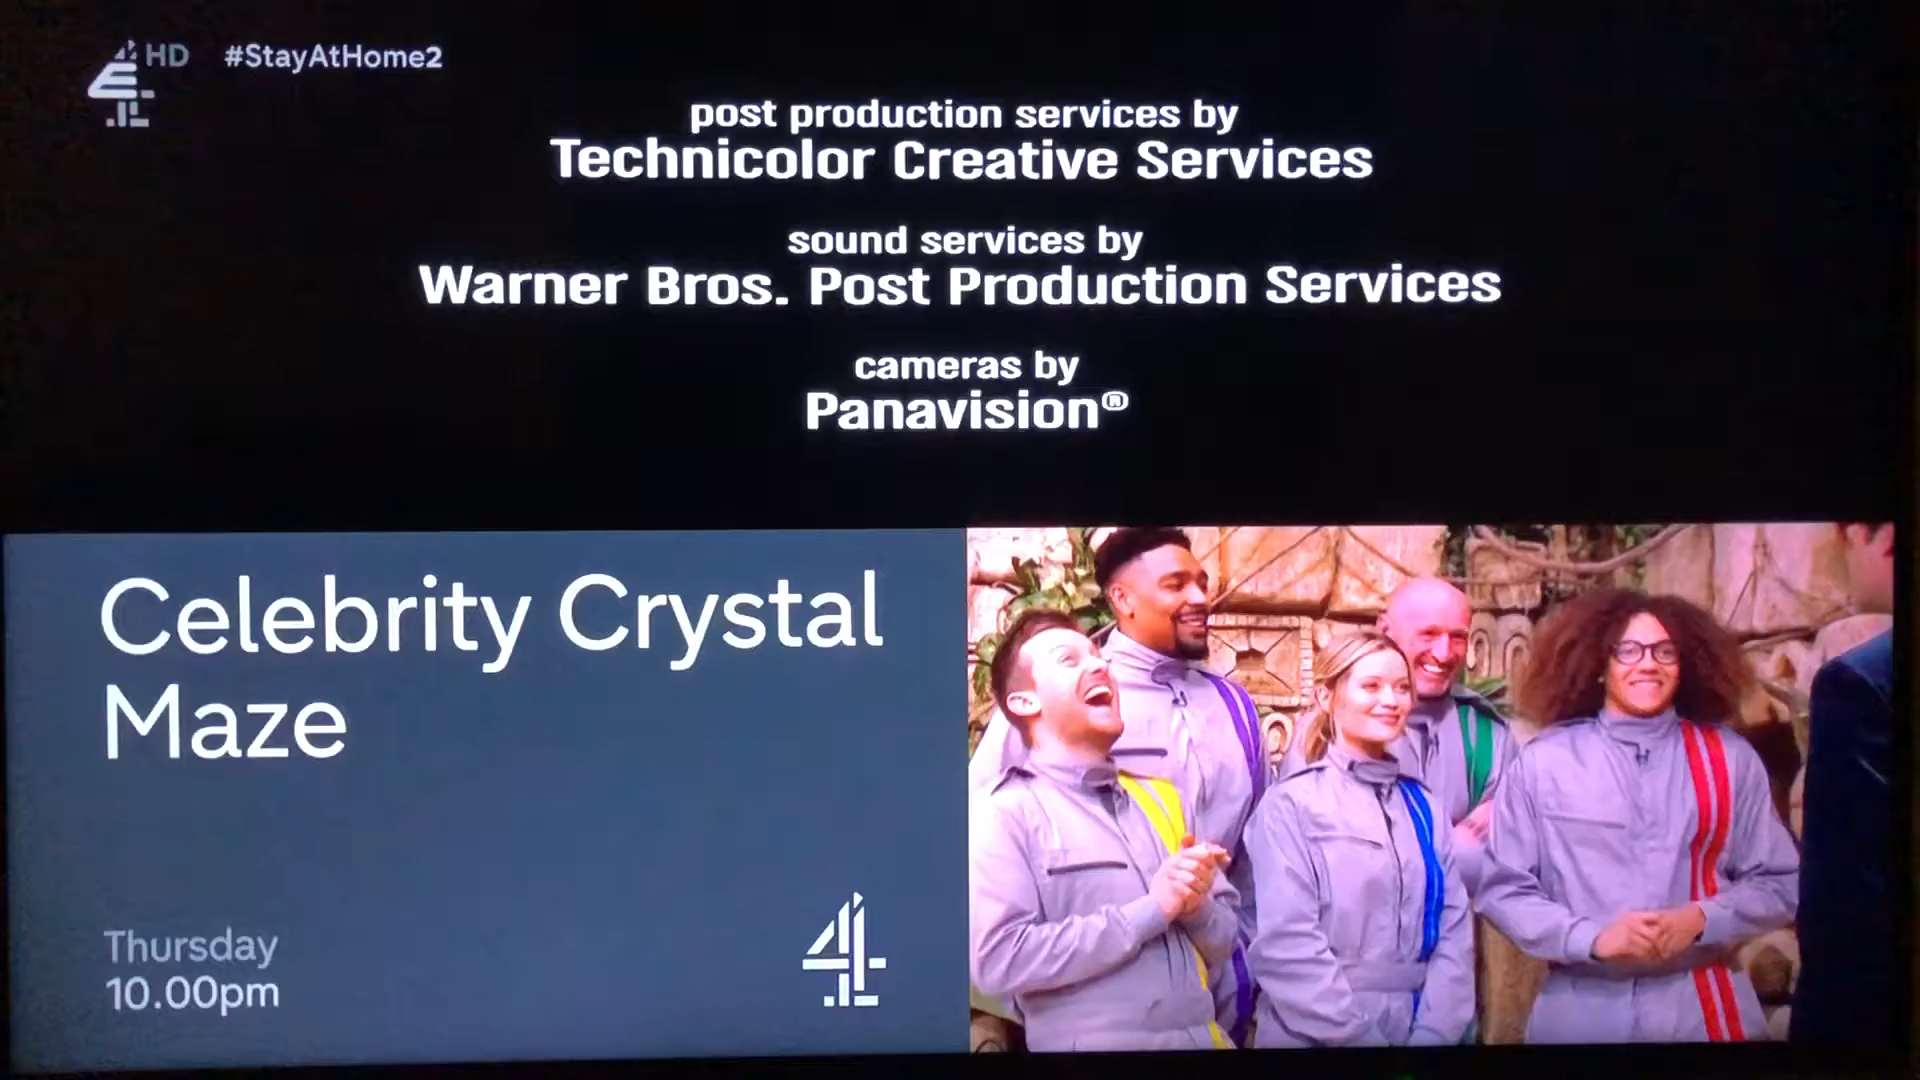 HD #StayAtHome2
post production services by
Technicolor Creative Services
sound services by
Warner Bros. Post Production Services
cameras by
Panavision®
Celebrity Crystal
Maze
Thursday
10.00pm
4